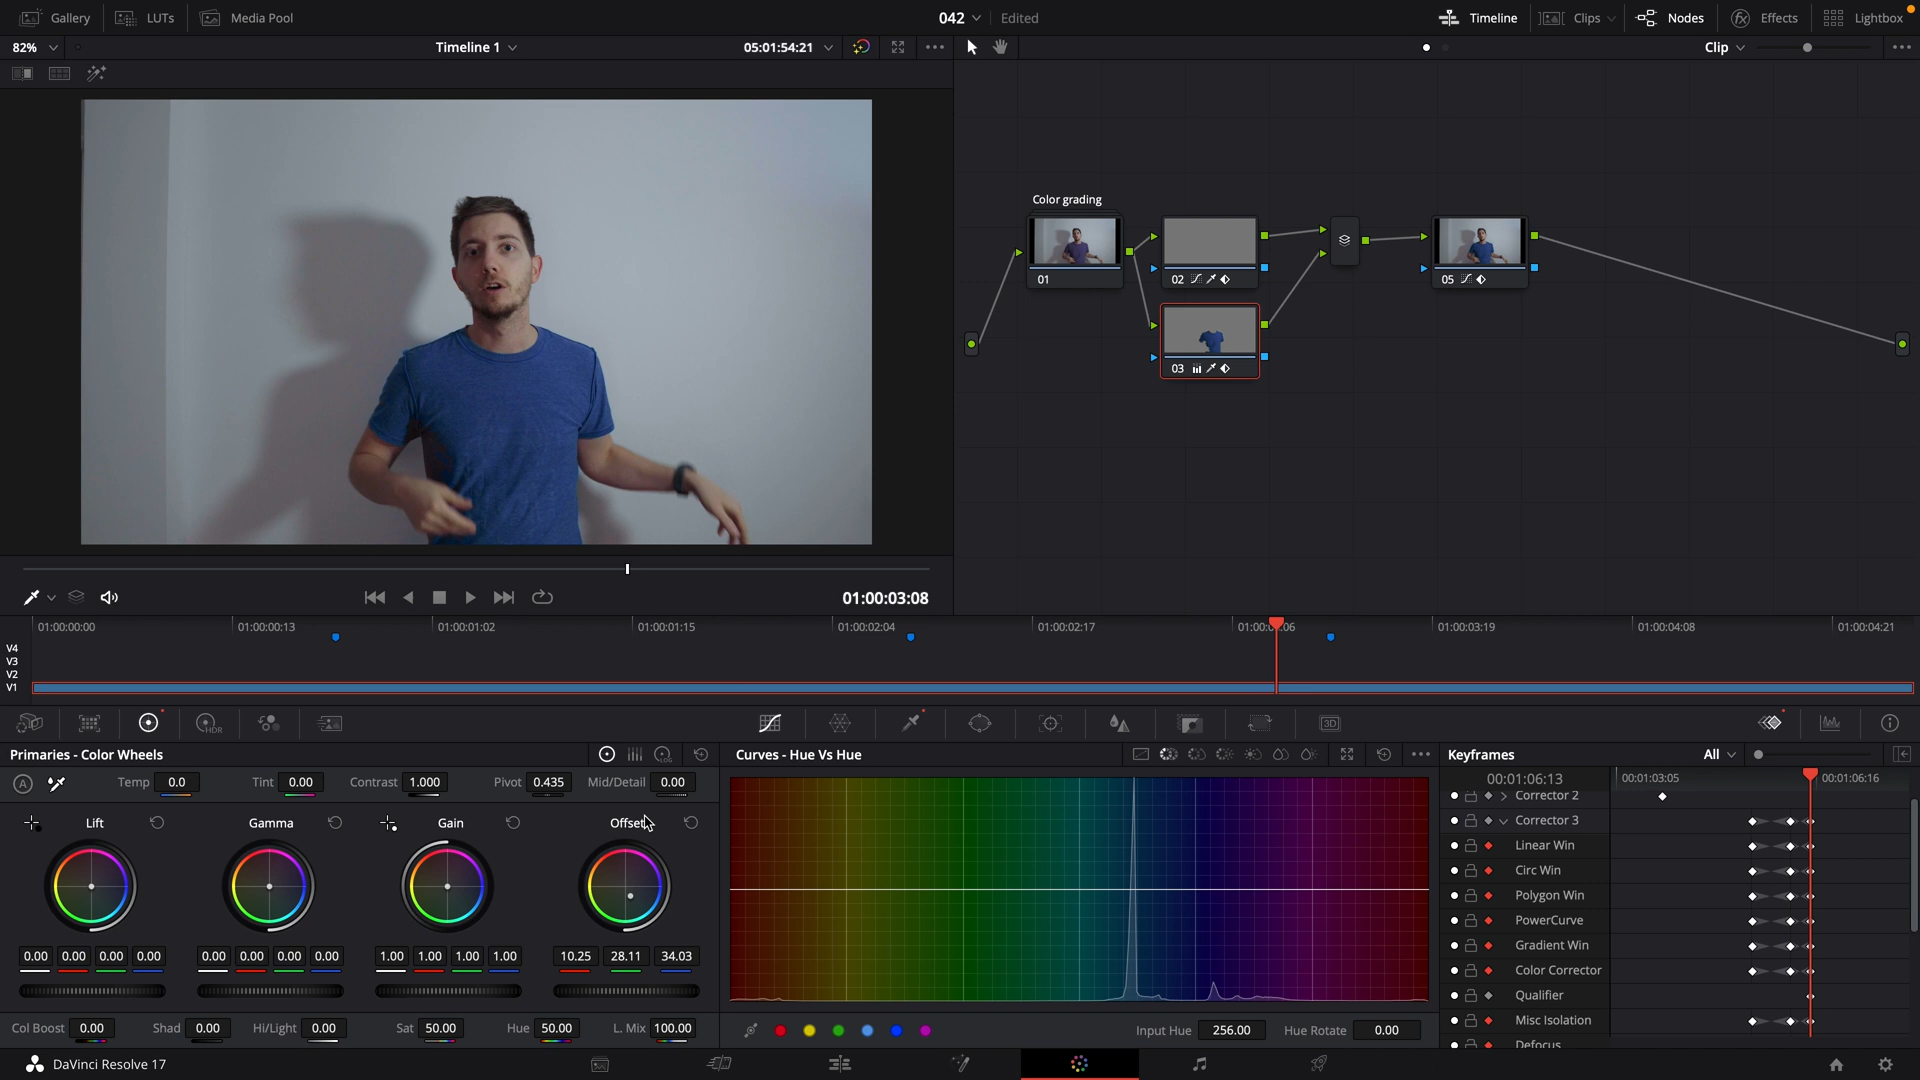 Gallery LUTs Media Pool 042 Edited Timeline Clips Nodes Effects Lightbox
82% Timeline 1 05:01:54:21 Clip
Color grading
01 02 05
03
01:00:03:08
01:00:00:00 01:00:00:13 01:00:01:02 01:00:01:15 01:00:02:04 01:00:02:17 01:00:03:19 01:00:04:08 01:00:04:21
V4
V3
V2
V1
HDR 3D
Primaries - Color Wheels LOG
Temp 0.0 Tint 0.00 Contrast 1.000 Pivot 0.435 Mid/Detail 0.00
A
Lift Gamma Gain Offset
0.00 0.00 0.00 0.00 0.00 0.00 0.00 0.00 1.00 1.00 1.00 1.00 10.25 28.11 34.03
Col Boost 0.00 Shad 0.00 Hi/Light 0.00 Sat 50.00 Hue 50.00 L. Mix 100.00
Curves - Hue Vs Hue
Input Hue 256.00 Hue Rotate 0.00
Keyframes All
00:01:06:13 00:01:03:05 00:01:06:16
Corrector 2
Corrector 3
Linear Win
Circ Win
Polygon Win
PowerCurve
Gradient Win
Color Corrector
Qualifier
Misc Isolation
Defocus
DaVinci Resolve 17